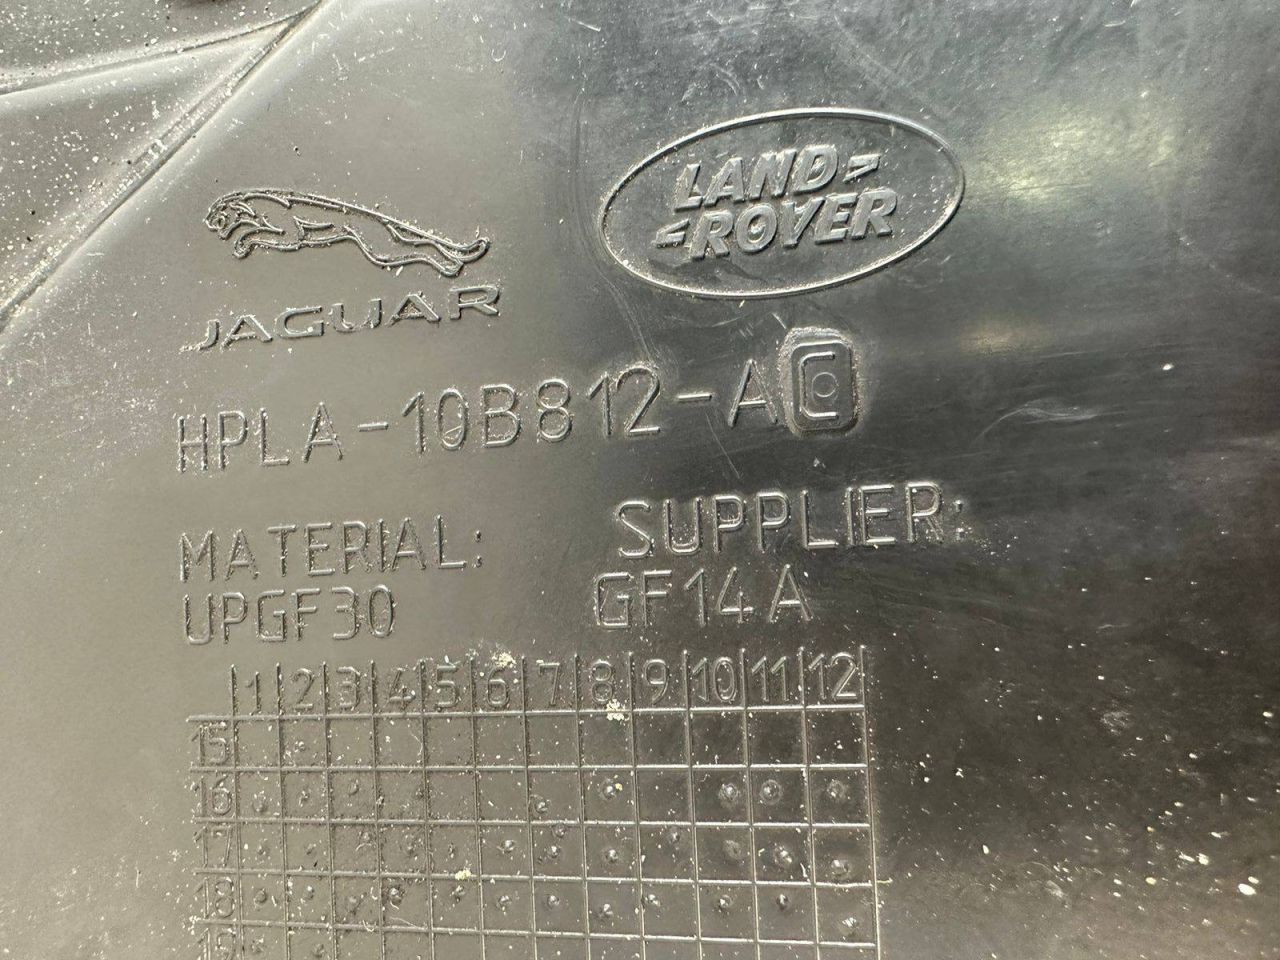 LAND
ROVER
JAGUAR
HPLA-10B812-AC
MATERIAL: SUPPLIER:
UPGF30 GF14A
1 2 3 4 5 6 7 8 9 10 11 12
15
16
17
18
19